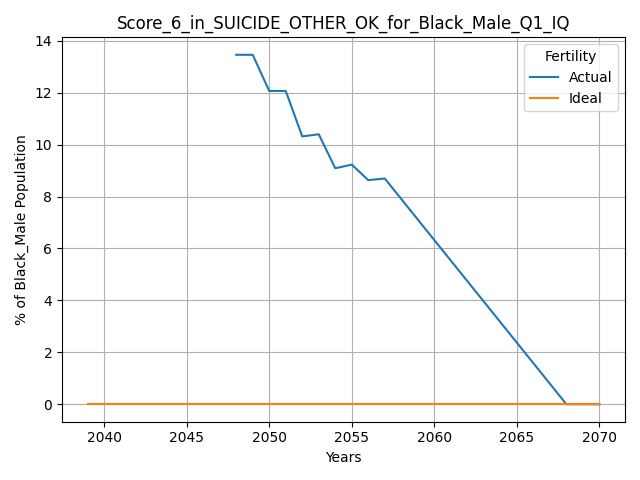 Score_6_in_SUICIDE_OTHER_OK_for_Black_Male_Q1_IQ
% of Black_Male Population
14
12
10
8
6
4
2
0
Fertility
Actual
Ideal
2040 2045 2050 2055 2060 2065 2070
Years